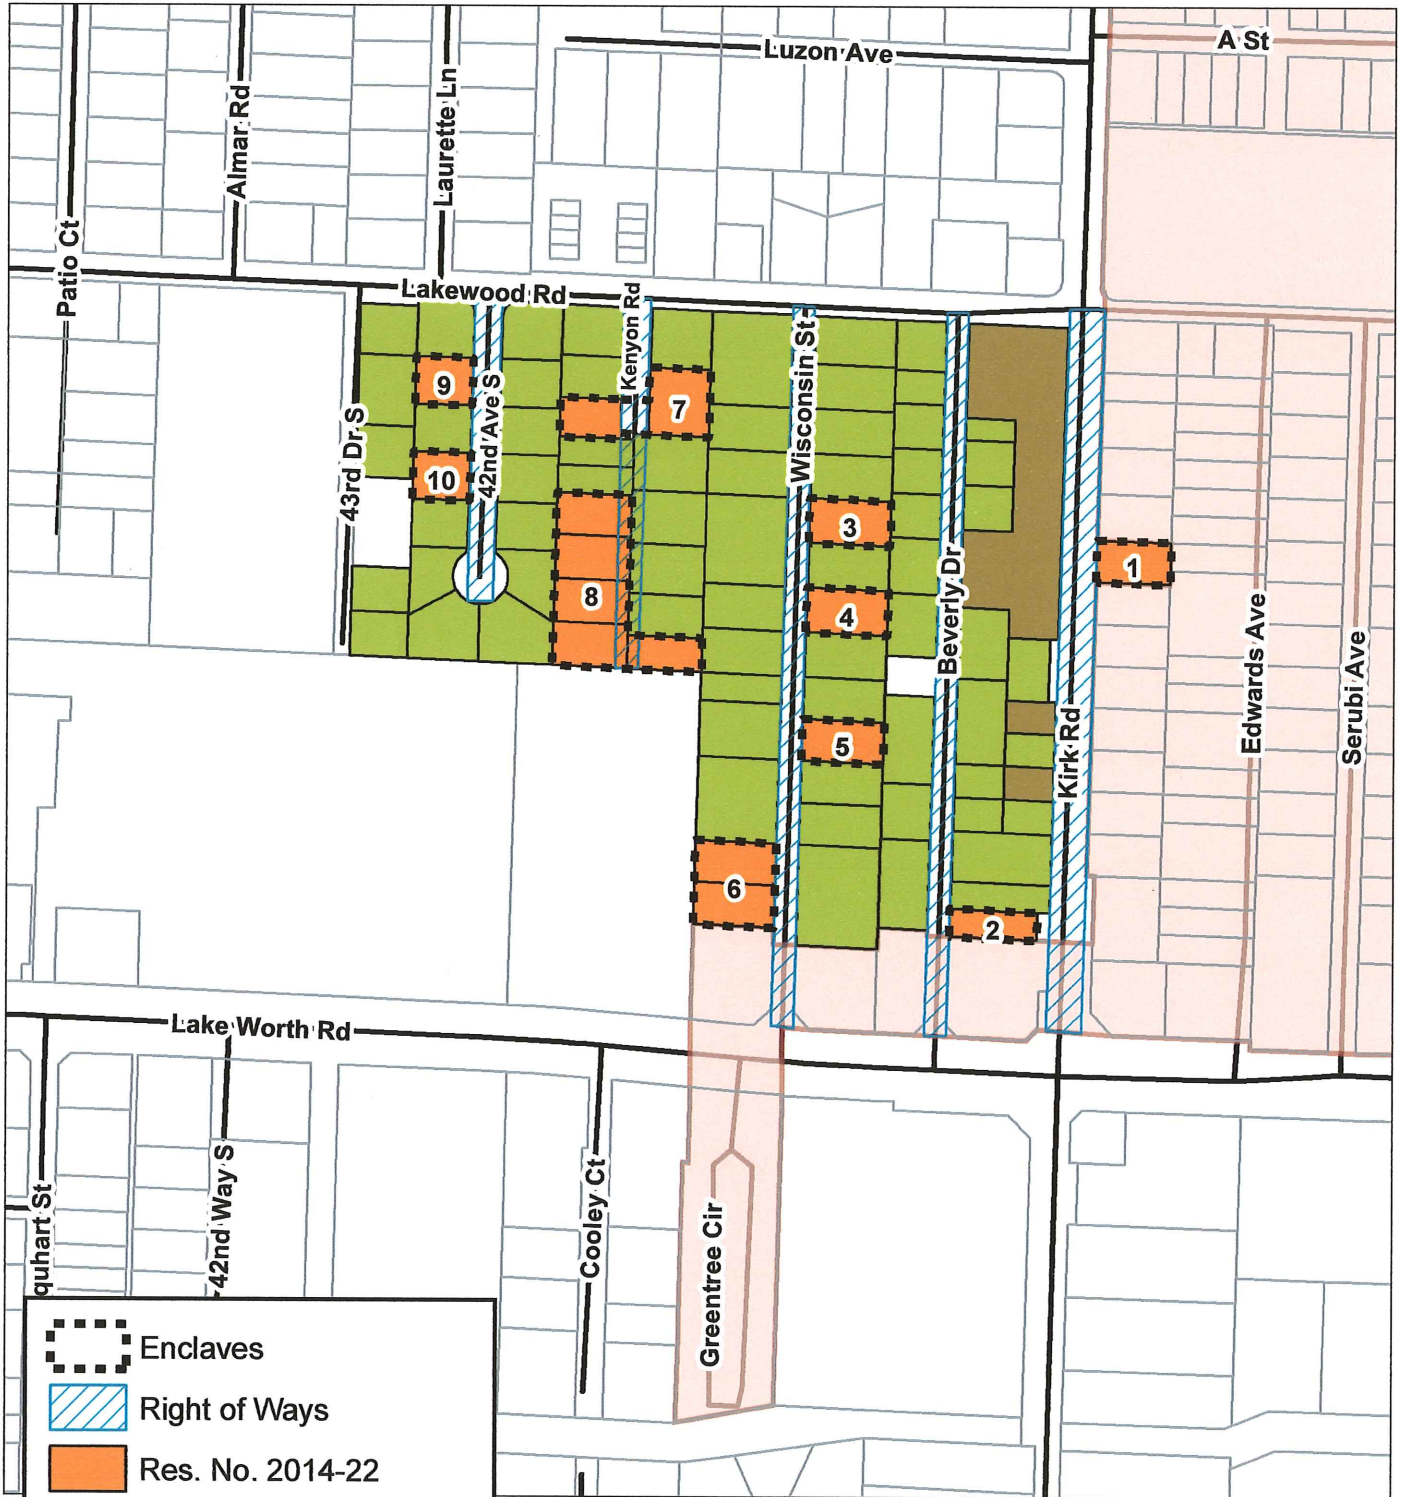 Luzon Ave
A St
Patio Ct
Almar Rd
Laurette Ln
Lakewood Rd
Kenyon Rd
43rd Dr S
42nd Ave S
Wisconsin St
Beverly Dr
Kirk Rd
Edwards Ave
Serubi Ave
9
7
10
3
1
8
4
5
6
2
Lake Worth Rd
quhart St
42nd Way S
Cooley Ct
Greentree Cir
Enclaves
Right of Ways
Res. No. 2014-22